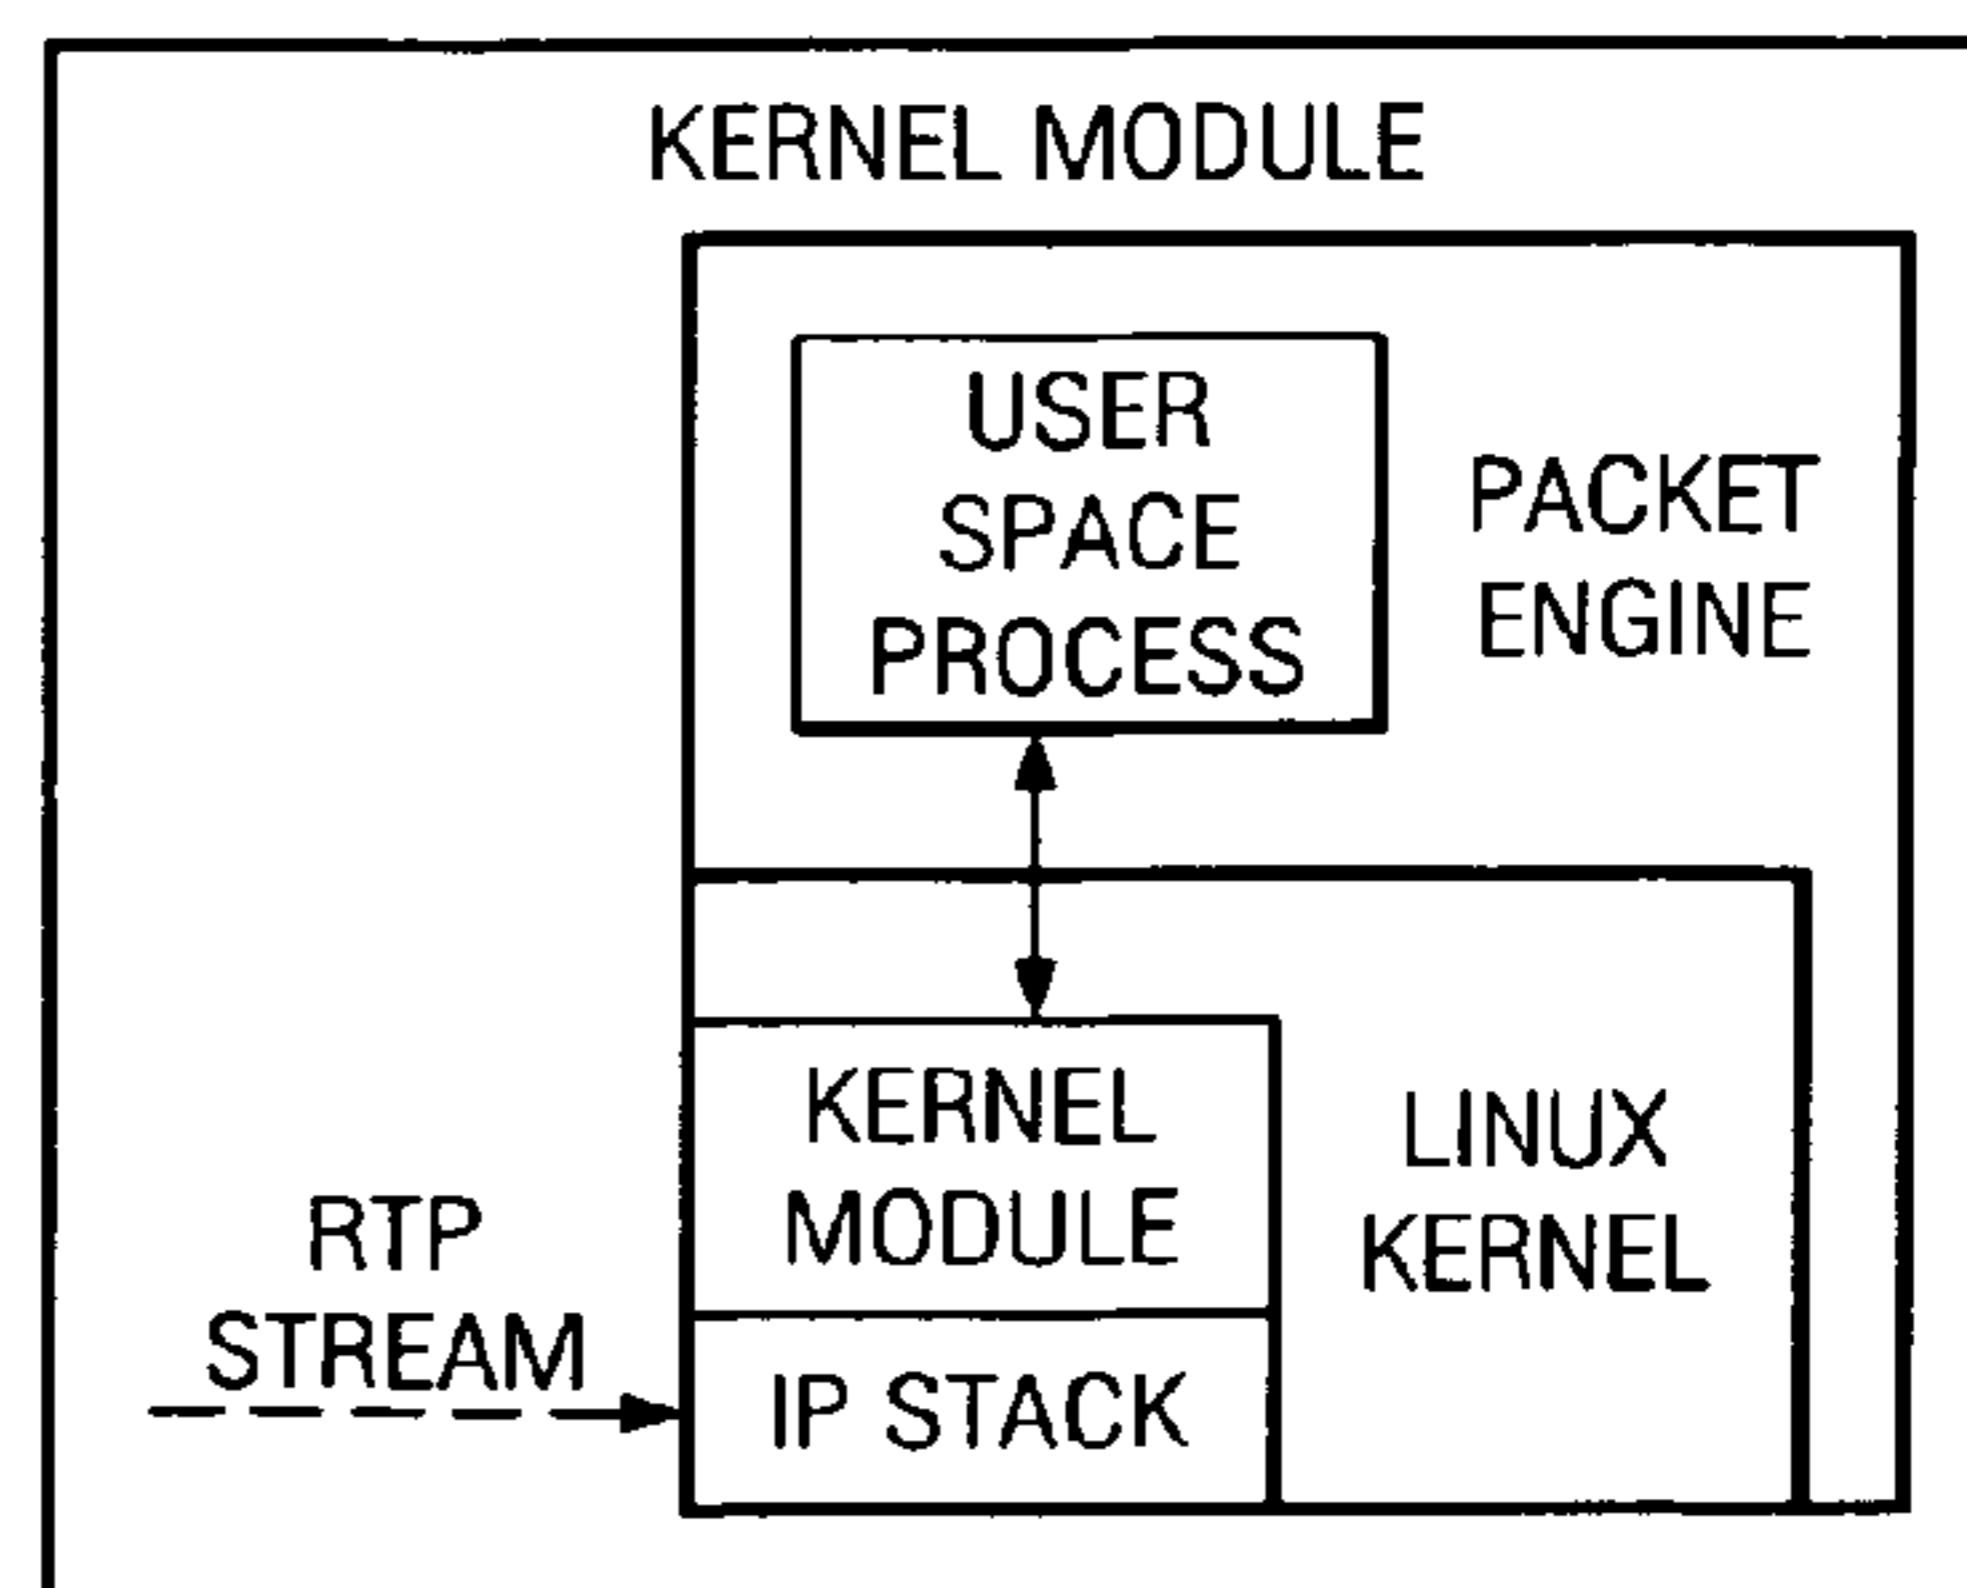 KERNEL MODULE
USER
SPACE
PROCESS
PACKET
ENGINE
KERNEL
MODULE
LINUX
KERNEL
RTP
STREAM
IP STACK